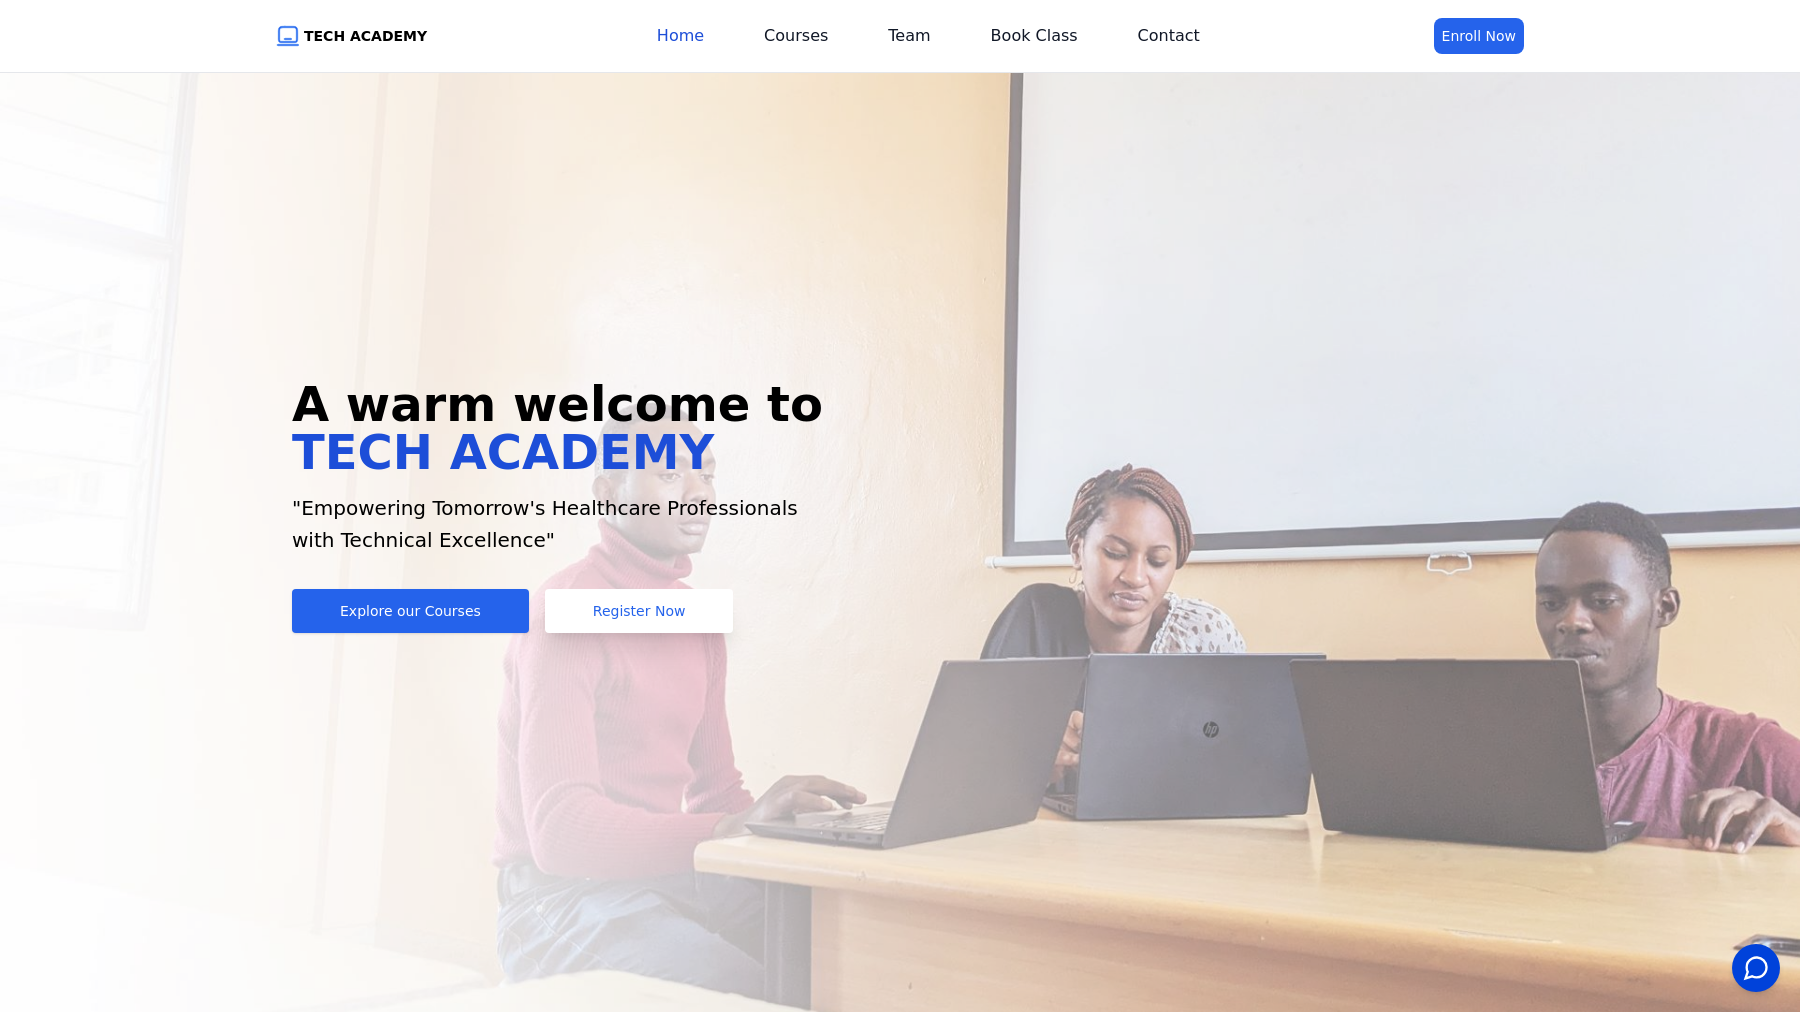 TECH ACADEMY
Home
Courses
Team
Book Class
Contact
Enroll Now
A warm welcome to
TECH ACADEMY
"Empowering Tomorrow's Healthcare Professionals
with Technical Excellence"
Explore our Courses
Register Now
hp